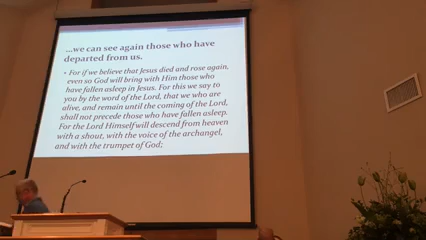 ...we can see again those who have
departed from us.
• For if we believe that Jesus died and rose again,
even so God will bring with Him those who
have fallen asleep in Jesus. For this we say to
you by the word of the Lord, that we who are
alive, and remain until the coming of the Lord,
shall not precede those who have fallen asleep.
For the Lord Himself will descend from heaven
with a shout, with the voice of the archangel,
and with the trumpet of God;